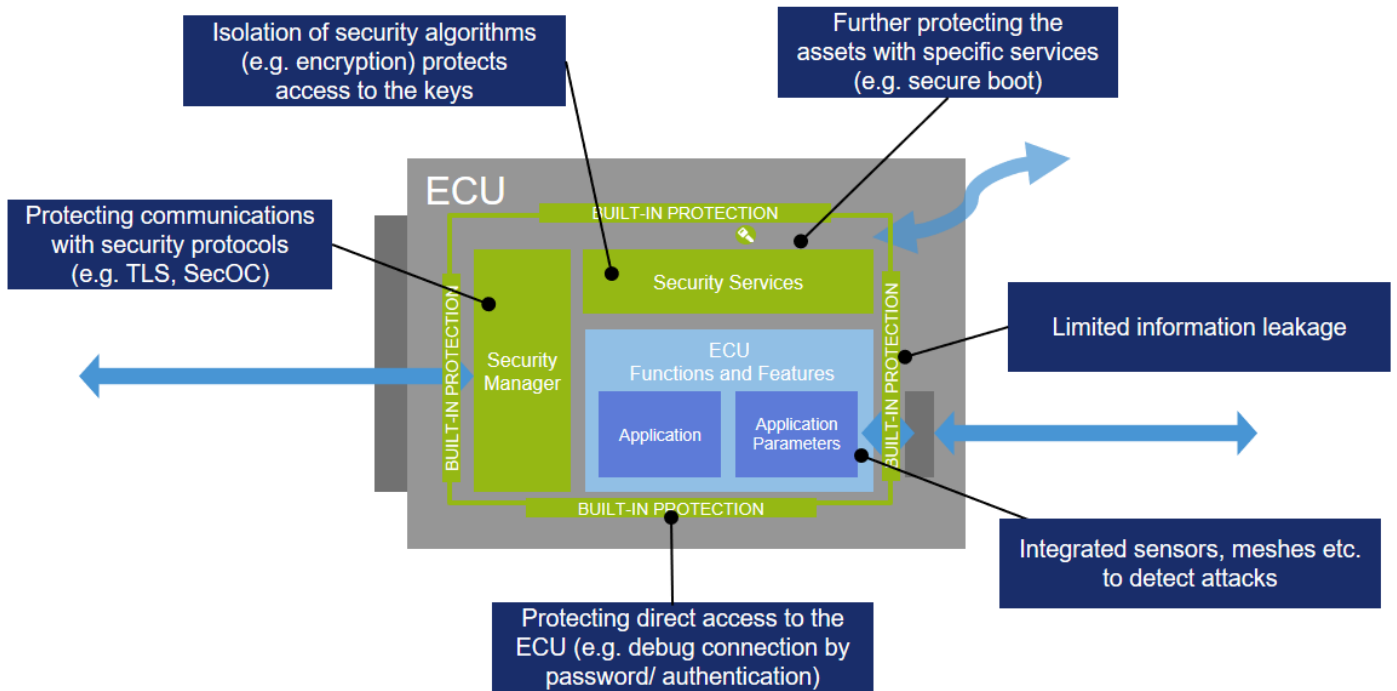 Isolation of security algorithms
(e.g. encryption) protects
access to the keys
Further protecting the
assets with specific services
(e.g. secure boot)
ECU
Protecting communications
with security protocols
(e.g. TLS, SecOC)
BUILT-IN PROTECTION
Security Services
BUILT-IN PROTECTION
Security
Manager
ECU
Functions and Features
Application
Application
Parameters
BUILT-IN PROTECTION
Limited information leakage
BUILT-IN PROTECTION
Integrated sensors, meshes etc.
to detect attacks
Protecting direct access to the
ECU (e.g. debug connection by
password/ authentication)